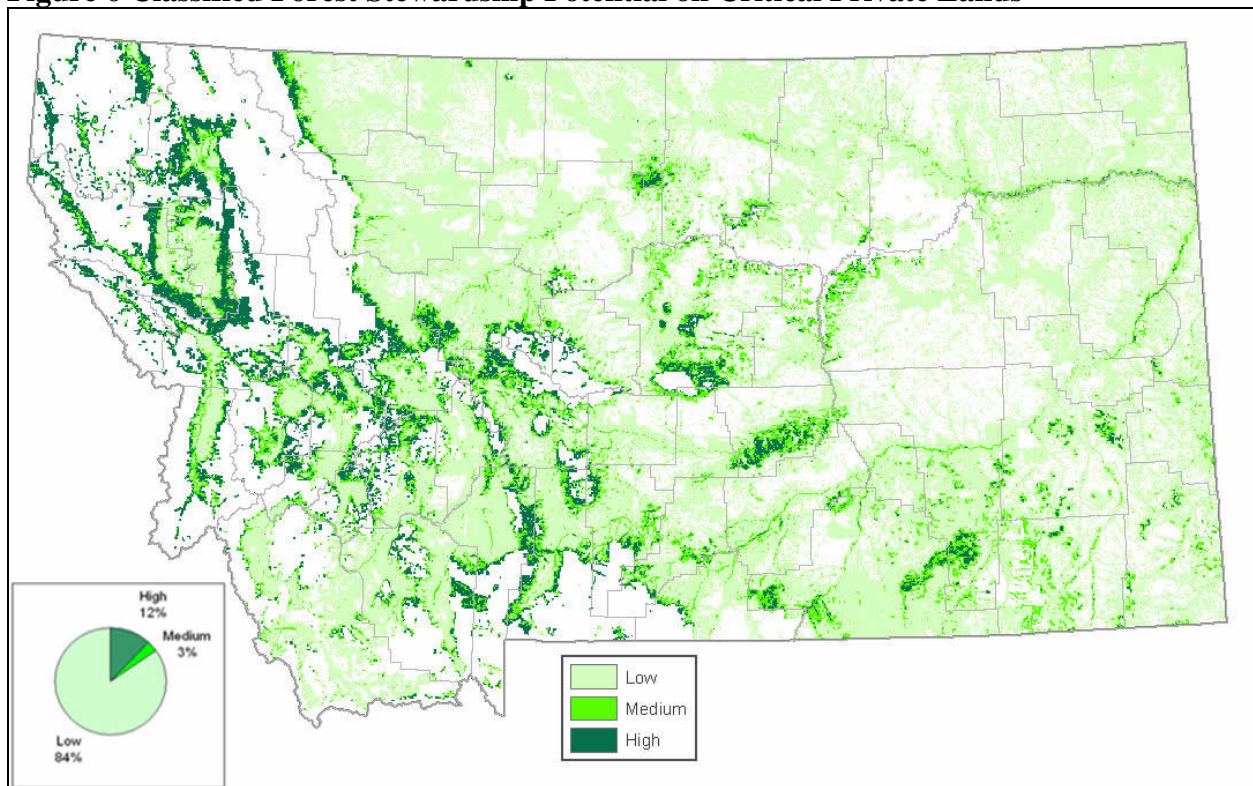 Figure 6 Classified Forest Stewardship Potential on Critical Private Lands
High
12%
Medium
3%
Low
84%
Low
Medium
High